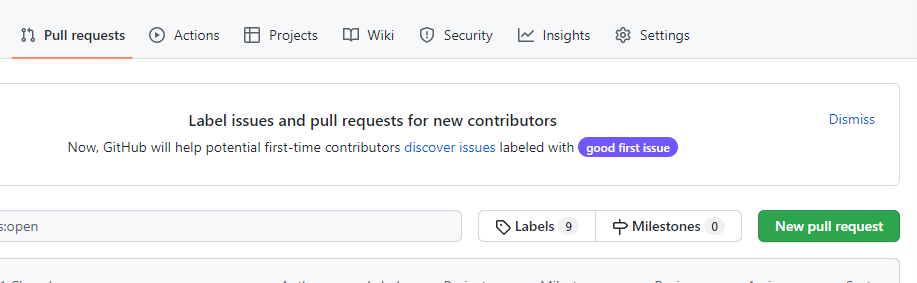 Pull requests Actions Projects Wiki Security Insights Settings
Label issues and pull requests for new contributors
Dismiss
Now, GitHub will help potential first-time contributors discover issues labeled with good first issue
s:open
Labels 9 Milestones 0 New pull request